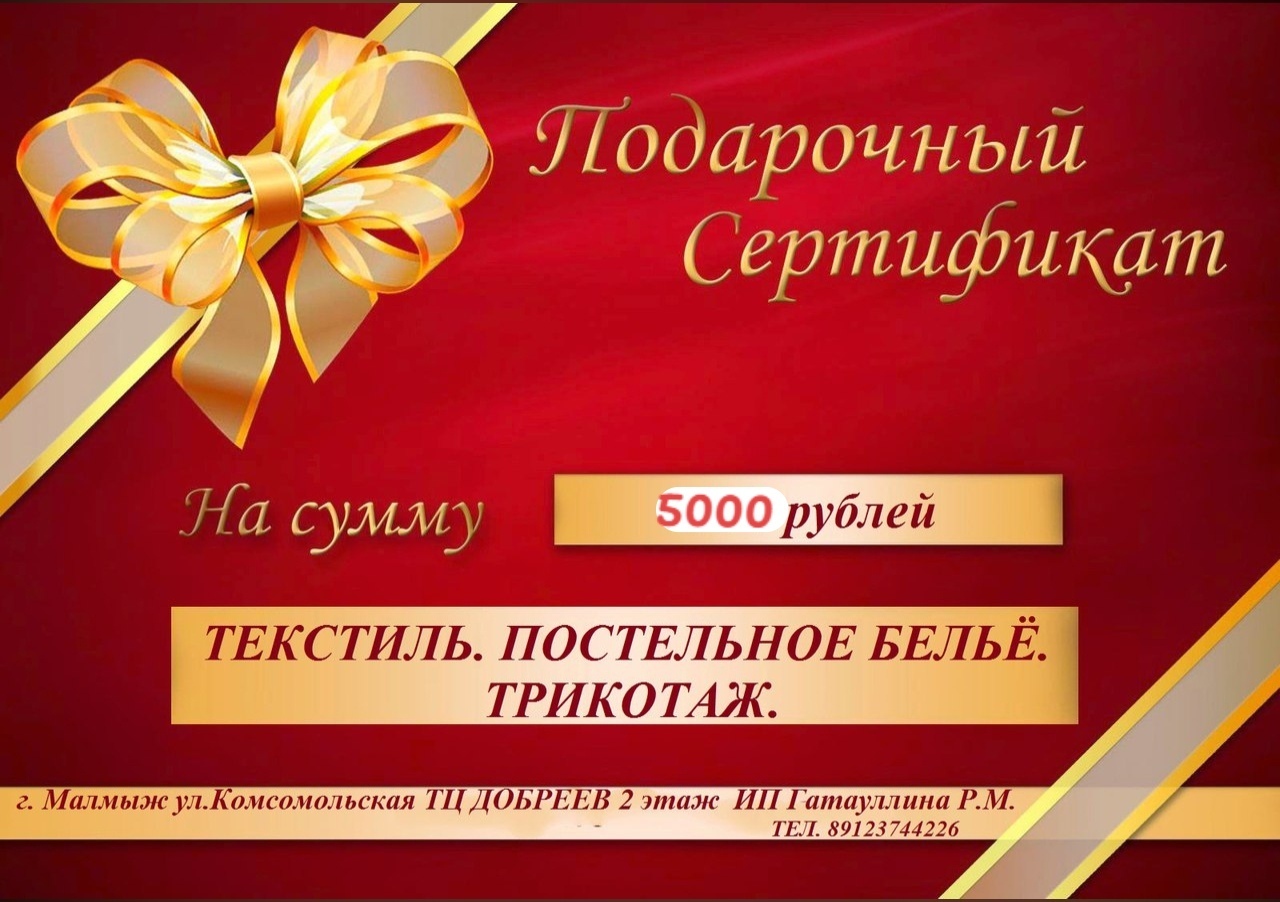 Подарочный
Сертификат
На сумму
5000 рублей
ТЕКСТИЛЬ. ПОСТЕЛЬНОЕ БЕЛЬЁ.
ТРИКОТАЖ.
г. Малмыж ул.Комсомольская ТЦ ДОБРЕЕВ 2 этаж ИП Гатауллина Р.М.
ТЕЛ. 89123744226